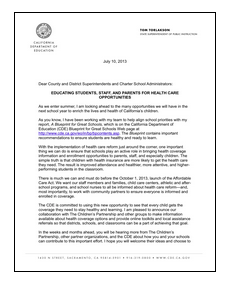 CALIFORNIA
DEPARTMENT OF
EDUCATION
TOM TORLAKSON
STATE SUPERINTENDENT OF PUBLIC INSTRUCTION
July 10, 2013
Dear County and District Superintendents and Charter School Administrators:
EDUCATING STUDENTS, STAFF, AND PARENTS FOR HEALTH CARE
OPPORTUNITIES
As we enter summer, I am looking ahead to the many opportunities we will have in the
next school year to enrich the lives and health of California's children.
As you know, I have been working with my team to help align school priorities with my
report, A Blueprint for Great Schools, which is on the California Department of
Education (CDE) Blueprint for Great Schools Web page at
The Blueprint contains important
recommendations to ensure students are healthy and ready to learn.
With the implementation of health care reform just around the corner, one important
thing we can do is ensure that schools play an active role in bringing health coverage
information and enrollment opportunities to parents, staff, and especially children. The
simple truth is that children with health insurance are more likely to get the health care
they need. The result is improved attendance and healthier, more attentive, and higher-
performing students in the classroom.
There is much we can and must do before the October 1, 2013, launch of the Affordable
Care Act. We want our staff members and families, child care centers, athletic and after-
school programs, and school nurses to all be informed about health care reform—and,
most importantly, to work with community partners to ensure everyone is informed and
enrolled in coverage.
The CDE is committed to using this new opportunity to see that every child gets the
coverage they need to stay healthy and learning. I am pleased to announce our
collaboration with The Children's Partnership and other groups to make information
available about health coverage options and provide online toolkits and local assistance
referrals so that districts, schools, and classrooms can be a part of achieving that goal.
In the weeks and months ahead, you will be hearing more from The Children's
Partnership, other partner organizations, and the CDE about how you and your schools
can contribute to this important effort. I hope you will welcome their ideas and choose to
1430 N STREET, SACRAMENTO, CA 95814-5901 • 916-319-0800 • WWW.CDE.CA.GOV